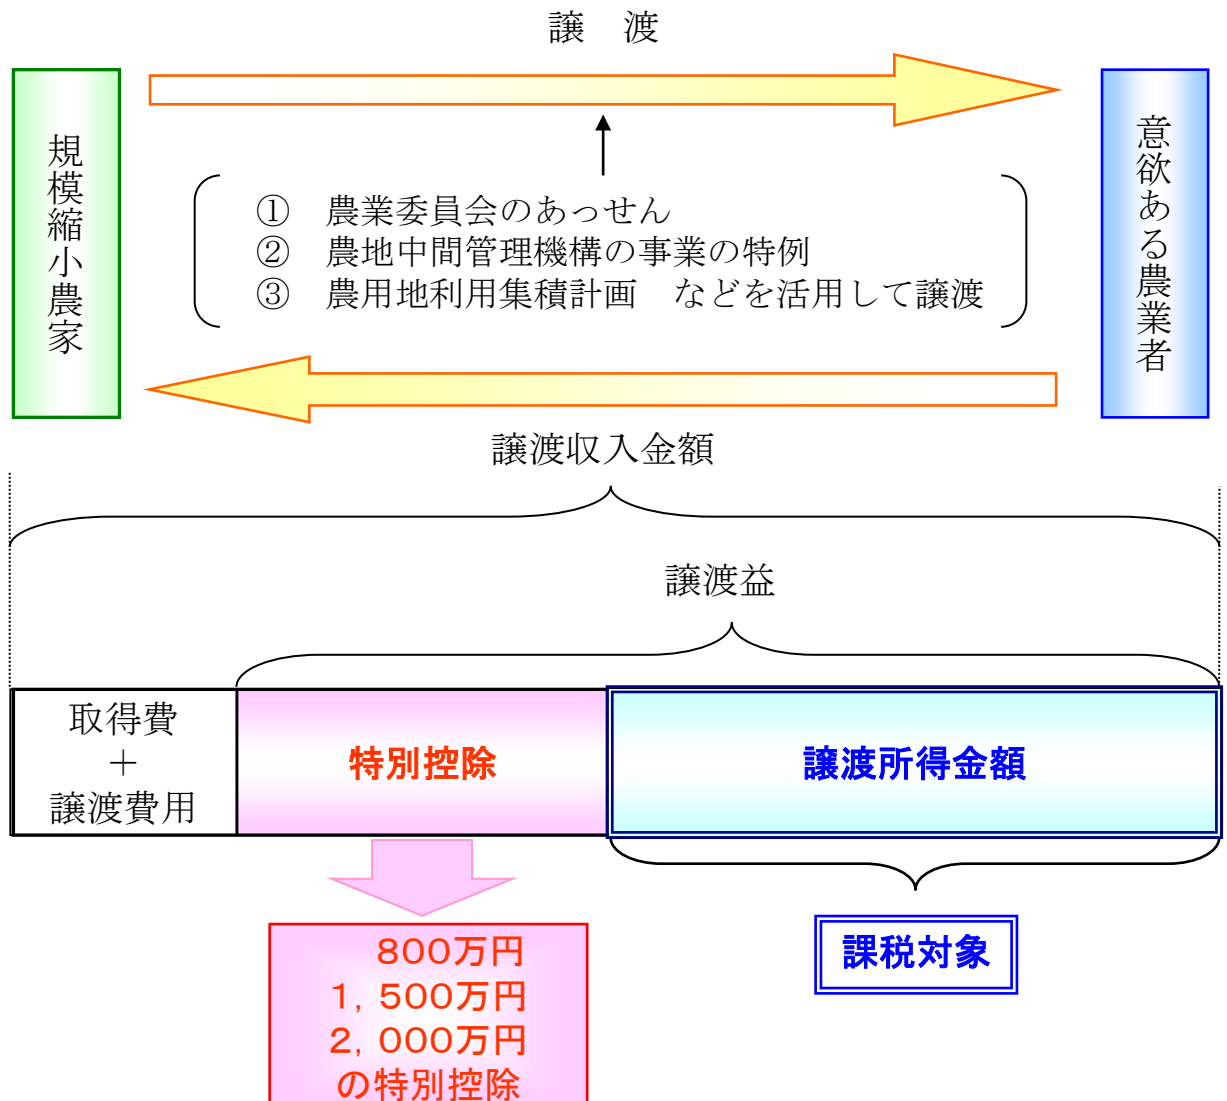 譲　渡
規模縮小農家
①　農業委員会のあっせん
②　農地中間管理機構の事業の特例
③　農用地利用集積計画　などを活用して譲渡
意欲ある農業者
譲渡収入金額
譲渡益
取得費
＋
譲渡費用
特別控除
譲渡所得金額
800万円
1，500万円
2，000万円
の特別控除
課税対象